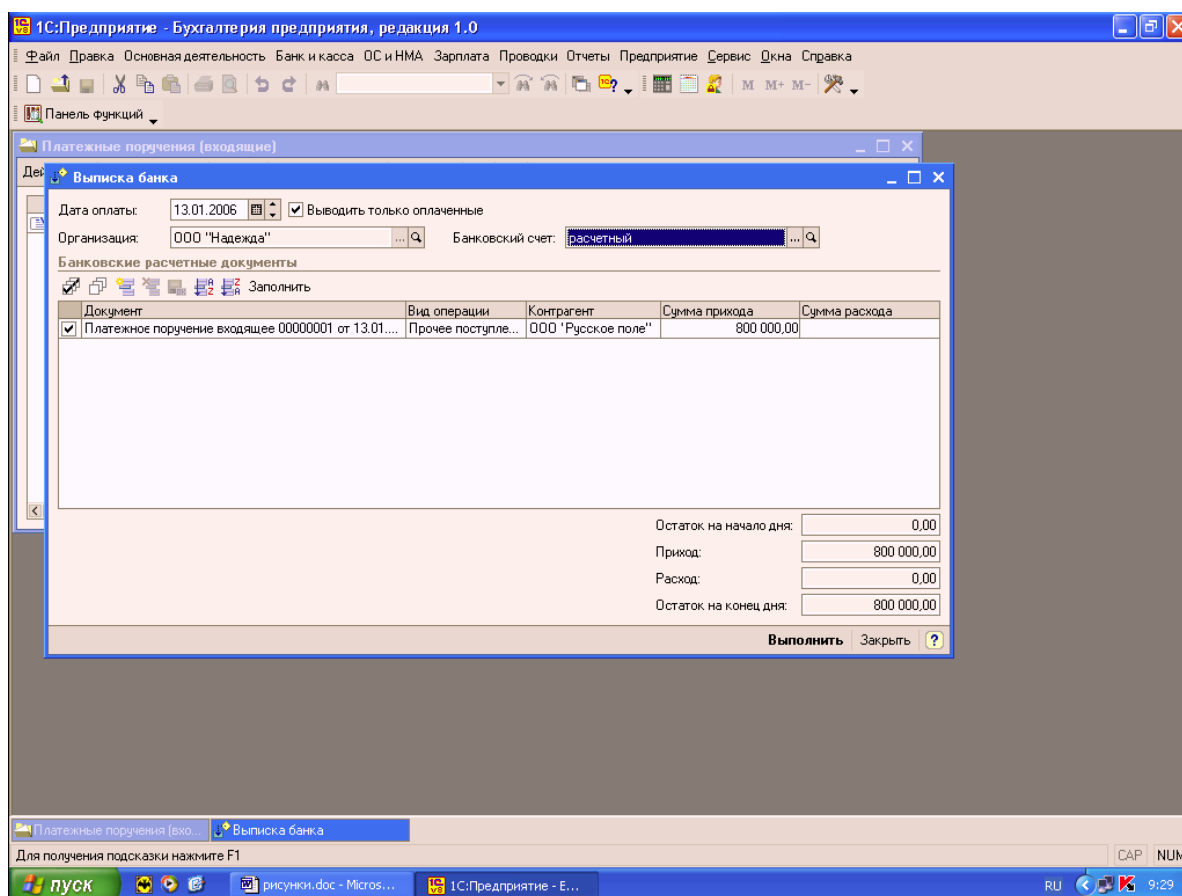 1С:Предприятие - Бухгалтерия предприятия, редакция 1.0
Файл Правка Основная деятельность Банк и касса ОС и НМА Зарплата Проводки Отчеты Предприятие Сервис Окна Справка
M M+ M-
Панель функций
Платежные поручения (входящие)
Дей
Выписка банка
Дата оплаты: 13.01.2006 Выводить только оплаченные
Организация: ООО "Надежда" ... Банковский счет: расчетный ...
Банковские расчетные документы
Заполнить
Документ Вид операции Контрагент Сумма прихода Сумма расхода
Платежное поручение входящее 00000001 от 13.01.... Прочее поступле... ООО "Русское поле" 800 000,00
Остаток на начало дня: 0,00
Приход: 800 000,00
Расход: 0,00
Остаток на конец дня: 800 000,00
Выполнить Закрыть ?
Платежные поручения (вхо... Выписка банка
Для получения подсказки нажмите F1 CAP NUM
пуск рисунки.doc - Micros... 1С:Предприятие - Б... RU 9:29